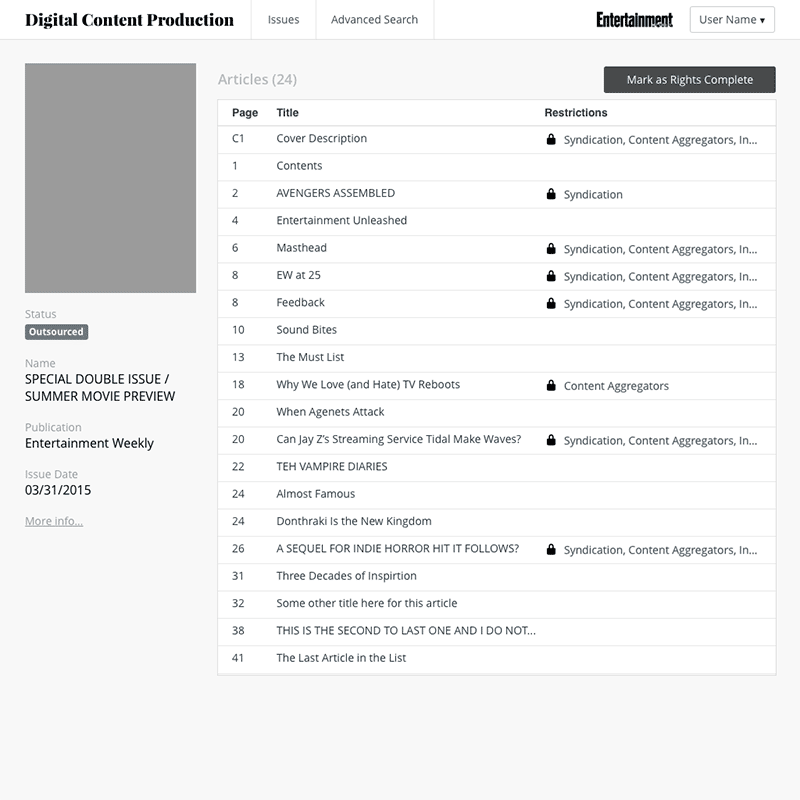 Digital Content Production
Issues
Advanced Search
Entertainment
User Name ▾
Articles (24)
Mark as Rights Complete
Page Title Restrictions
C1 Cover Description Syndication, Content Aggregators, In...
1 Contents
2 AVENGERS ASSEMBLED Syndication
4 Entertainment Unleashed
6 Masthead Syndication, Content Aggregators, In...
8 EW at 25 Syndication, Content Aggregators, In...
8 Feedback Syndication, Content Aggregators, In...
10 Sound Bites
13 The Must List
18 Why We Love (and Hate) TV Reboots Content Aggregators
20 When Agenets Attack
20 Can Jay Z's Streaming Service Tidal Make Waves? Syndication, Content Aggregators, In...
22 TEH VAMPIRE DIARIES
24 Almost Famous
24 Donthraki Is the New Kingdom
26 A SEQUEL FOR INDIE HORROR HIT IT FOLLOWS? Syndication, Content Aggregators, In...
31 Three Decades of Inspirtion
32 Some other title here for this article
38 THIS IS THE SECOND TO LAST ONE AND I DO NOT...
41 The Last Article in the List
Status
Outsourced
Name
SPECIAL DOUBLE ISSUE /
SUMMER MOVIE PREVIEW
Publication
Entertainment Weekly
Issue Date
03/31/2015
More info...